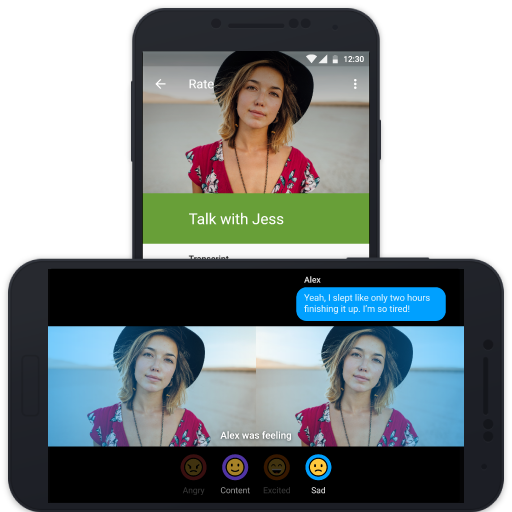 12:30
Rate
Talk with Jess
Transcript
Alex
Yeah, I slept like only two hours
finishing it up. I'm so tired!
Alex was feeling
Angry
Content
Excited
Sad